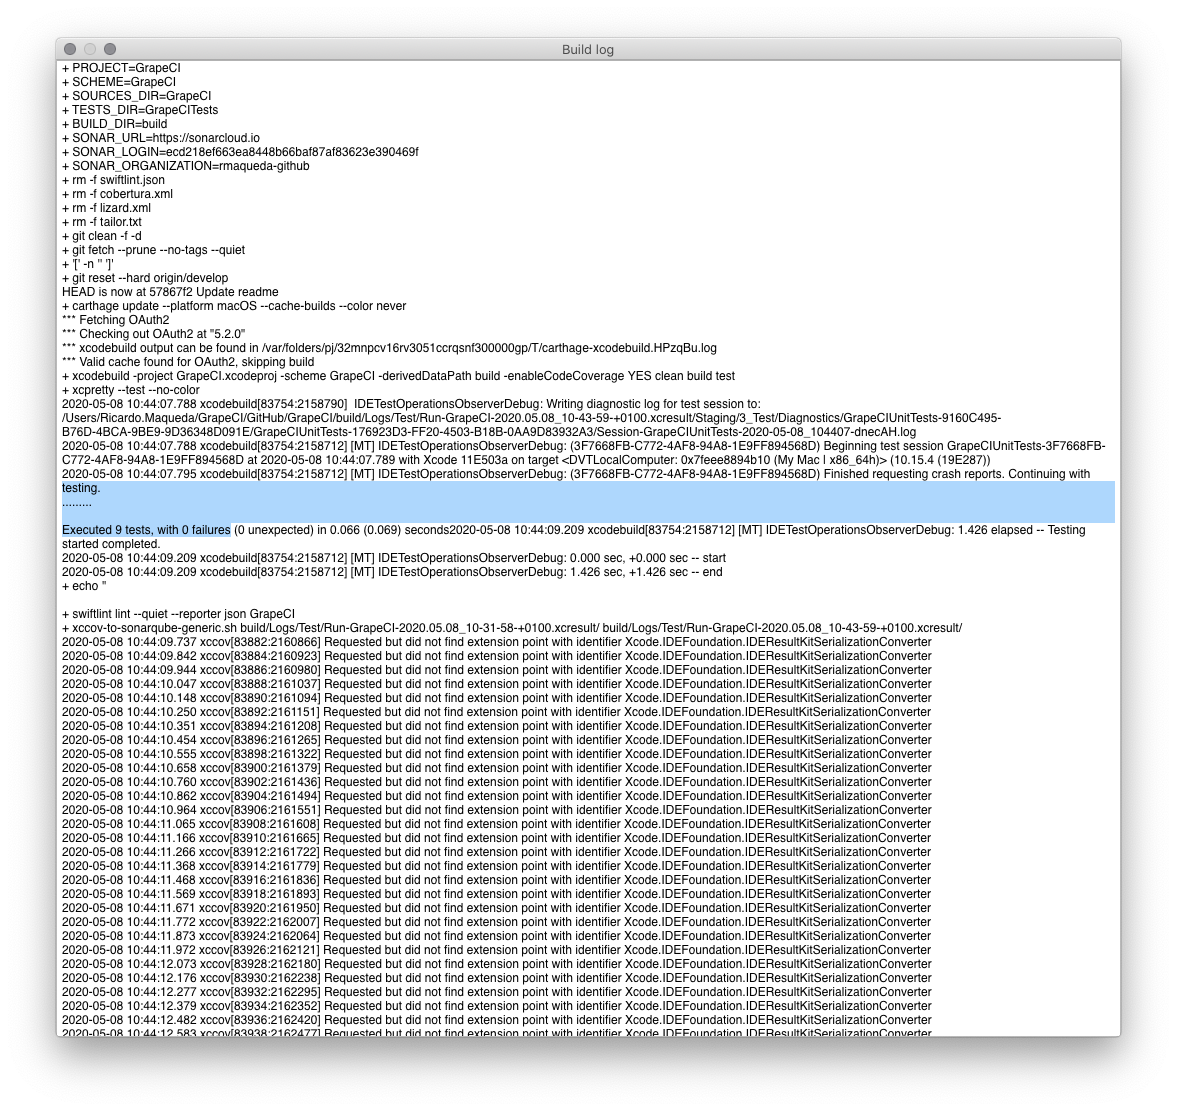 Build log
+ PROJECT=GrapeCI
+ SCHEME=GrapeCI
+ SOURCES_DIR=GrapeCI
+ TESTS_DIR=GrapeCITests
+ BUILD_DIR=build
+ SONAR_URL=https://sonarcloud.io
+ SONAR_LOGIN=ecd218ef663ea8448b66baf87af83623e390469f
+ SONAR_ORGANIZATION=rmaqueda-github
+ rm -f swiftlint.json
+ rm -f cobertura.xml
+ rm -f lizard.xml
+ rm -f tailor.txt
+ git clean -f -d
+ git fetch --prune --no-tags --quiet
+ '[' -n '' ']'
+ git reset --hard origin/develop
HEAD is now at 57867f2 Update readme
+ carthage update --platform macOS --cache-builds --color never
*** Fetching OAuth2
*** Checking out OAuth2 at "5.2.0"
*** xcodebuild output can be found in /var/folders/pj/32mnpcv16rv3051ccrqsnf300000gp/T/carthage-xcodebuild.HPzqBu.log
*** Valid cache found for OAuth2, skipping build
+ xcodebuild -project GrapeCI.xcodeproj -scheme GrapeCI -derivedDataPath build -enableCodeCoverage YES clean build test
+ xcpretty --test --no-color
2020-05-08 10:44:07.788 xcodebuild[83754:2158790]  IDETestOperationsObserverDebug: Writing diagnostic log for test session to:
/Users/Ricardo.Maqueda/GrapeCI/GitHub/GrapeCI/build/Logs/Test/Run-GrapeCI-2020.05.08_10-43-59-+0100.xcresult/Staging/3_Test/Diagnostics/GrapeCIUnitTests-9160C495-
B76D-4BCA-9BE9-9D36348D091E/GrapeCIUnitTests-176923D3-FF20-4503-B18B-0AA9D83932A3/Session-GrapeCIUnitTests-2020-05-08_104407-dnecAH.log
2020-05-08 10:44:07.788 xcodebuild[83754:2158712] [MT] IDETestOperationsObserverDebug: (3F7668FB-C772-4AF8-94A8-1E9FF894568D) Beginning test session GrapeCIUnitTests-3F7668FB-
C772-4AF8-94A8-1E9FF894568D at 2020-05-08 10:44:07.789 with Xcode 11E503a on target <DVTLocalComputer: 0x7feee8894b10 (My Mac I x86_64h)> (10.15.4 (19E287))
2020-05-08 10:44:07.795 xcodebuild[83754:2158712] [MT] IDETestOperationsObserverDebug: (3F7668FB-C772-4AF8-94A8-1E9FF894568D) Finished requesting crash reports. Continuing with
testing.
.........
Executed 9 tests, with 0 failures (0 unexpected) in 0.066 (0.069) seconds2020-05-08 10:44:09.209 xcodebuild[83754:2158712] [MT] IDETestOperationsObserverDebug: 1.426 elapsed -- Testing
started completed.
2020-05-08 10:44:09.209 xcodebuild[83754:2158712] [MT] IDETestOperationsObserverDebug: 0.000 sec, +0.000 sec -- start
2020-05-08 10:44:09.209 xcodebuild[83754:2158712] [MT] IDETestOperationsObserverDebug: 1.426 sec, +1.426 sec -- end
+ echo ''
+ swiftlint lint --quiet --reporter json GrapeCI
+ xccov-to-sonarqube-generic.sh build/Logs/Test/Run-GrapeCI-2020.05.08_10-31-58-+0100.xcresult/ build/Logs/Test/Run-GrapeCI-2020.05.08_10-43-59-+0100.xcresult/
2020-05-08 10:44:09.737 xccov[83882:2160866] Requested but did not find extension point with identifier Xcode.IDEFoundation.IDEResultKitSerializationConverter
2020-05-08 10:44:09.842 xccov[83884:2160923] Requested but did not find extension point with identifier Xcode.IDEFoundation.IDEResultKitSerializationConverter
2020-05-08 10:44:09.944 xccov[83886:2160980] Requested but did not find extension point with identifier Xcode.IDEFoundation.IDEResultKitSerializationConverter
2020-05-08 10:44:10.047 xccov[83888:2161037] Requested but did not find extension point with identifier Xcode.IDEFoundation.IDEResultKitSerializationConverter
2020-05-08 10:44:10.148 xccov[83890:2161094] Requested but did not find extension point with identifier Xcode.IDEFoundation.IDEResultKitSerializationConverter
2020-05-08 10:44:10.250 xccov[83892:2161151] Requested but did not find extension point with identifier Xcode.IDEFoundation.IDEResultKitSerializationConverter
2020-05-08 10:44:10.351 xccov[83894:2161208] Requested but did not find extension point with identifier Xcode.IDEFoundation.IDEResultKitSerializationConverter
2020-05-08 10:44:10.454 xccov[83896:2161265] Requested but did not find extension point with identifier Xcode.IDEFoundation.IDEResultKitSerializationConverter
2020-05-08 10:44:10.555 xccov[83898:2161322] Requested but did not find extension point with identifier Xcode.IDEFoundation.IDEResultKitSerializationConverter
2020-05-08 10:44:10.658 xccov[83900:2161379] Requested but did not find extension point with identifier Xcode.IDEFoundation.IDEResultKitSerializationConverter
2020-05-08 10:44:10.760 xccov[83902:2161436] Requested but did not find extension point with identifier Xcode.IDEFoundation.IDEResultKitSerializationConverter
2020-05-08 10:44:10.862 xccov[83904:2161494] Requested but did not find extension point with identifier Xcode.IDEFoundation.IDEResultKitSerializationConverter
2020-05-08 10:44:10.964 xccov[83906:2161551] Requested but did not find extension point with identifier Xcode.IDEFoundation.IDEResultKitSerializationConverter
2020-05-08 10:44:11.065 xccov[83908:2161608] Requested but did not find extension point with identifier Xcode.IDEFoundation.IDEResultKitSerializationConverter
2020-05-08 10:44:11.166 xccov[83910:2161665] Requested but did not find extension point with identifier Xcode.IDEFoundation.IDEResultKitSerializationConverter
2020-05-08 10:44:11.266 xccov[83912:2161722] Requested but did not find extension point with identifier Xcode.IDEFoundation.IDEResultKitSerializationConverter
2020-05-08 10:44:11.368 xccov[83914:2161779] Requested but did not find extension point with identifier Xcode.IDEFoundation.IDEResultKitSerializationConverter
2020-05-08 10:44:11.468 xccov[83916:2161836] Requested but did not find extension point with identifier Xcode.IDEFoundation.IDEResultKitSerializationConverter
2020-05-08 10:44:11.569 xccov[83918:2161893] Requested but did not find extension point with identifier Xcode.IDEFoundation.IDEResultKitSerializationConverter
2020-05-08 10:44:11.671 xccov[83920:2161950] Requested but did not find extension point with identifier Xcode.IDEFoundation.IDEResultKitSerializationConverter
2020-05-08 10:44:11.772 xccov[83922:2162007] Requested but did not find extension point with identifier Xcode.IDEFoundation.IDEResultKitSerializationConverter
2020-05-08 10:44:11.873 xccov[83924:2162064] Requested but did not find extension point with identifier Xcode.IDEFoundation.IDEResultKitSerializationConverter
2020-05-08 10:44:11.972 xccov[83926:2162121] Requested but did not find extension point with identifier Xcode.IDEFoundation.IDEResultKitSerializationConverter
2020-05-08 10:44:12.073 xccov[83928:2162180] Requested but did not find extension point with identifier Xcode.IDEFoundation.IDEResultKitSerializationConverter
2020-05-08 10:44:12.176 xccov[83930:2162238] Requested but did not find extension point with identifier Xcode.IDEFoundation.IDEResultKitSerializationConverter
2020-05-08 10:44:12.277 xccov[83932:2162295] Requested but did not find extension point with identifier Xcode.IDEFoundation.IDEResultKitSerializationConverter
2020-05-08 10:44:12.379 xccov[83934:2162352] Requested but did not find extension point with identifier Xcode.IDEFoundation.IDEResultKitSerializationConverter
2020-05-08 10:44:12.482 xccov[83936:2162420] Requested but did not find extension point with identifier Xcode.IDEFoundation.IDEResultKitSerializationConverter
2020-05-08 10:44:12.583 xccov[83938:2162477] Requested but did not find extension point with identifier Xcode.IDEFoundation.IDEResultKitSerializationConverter